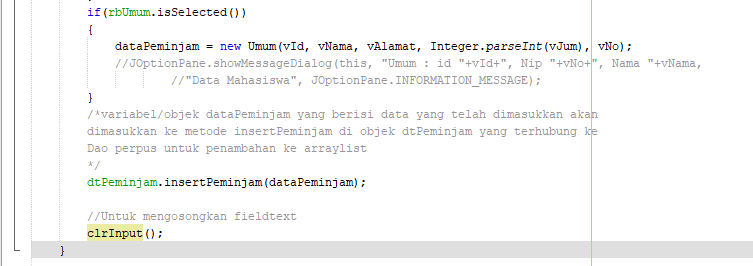 if(rbUmum.isSelected())
{
dataPeminjam = new Umum(vId, vNama, vAlamat, Integer.parseInt(vJum), vNo);
//JOptionPane.showMessageDialog(this, "Umum : id "+vId+", Nip "+vNo+", Nama "+vNama,
//"Data Mahasiswa", JOptionPane.INFORMATION_MESSAGE);
}
/*variabel/objek dataPeminjam yang berisi data yang telah dimasukkan akan
dimasukkan ke metode insertPeminjam di objek dtPeminjam yang terhubung ke
Dao perpus untuk penambahan ke arraylist
*/
dtPeminjam.insertPeminjam(dataPeminjam);
//Untuk mengosongkan fieldtext
clrInput();
}